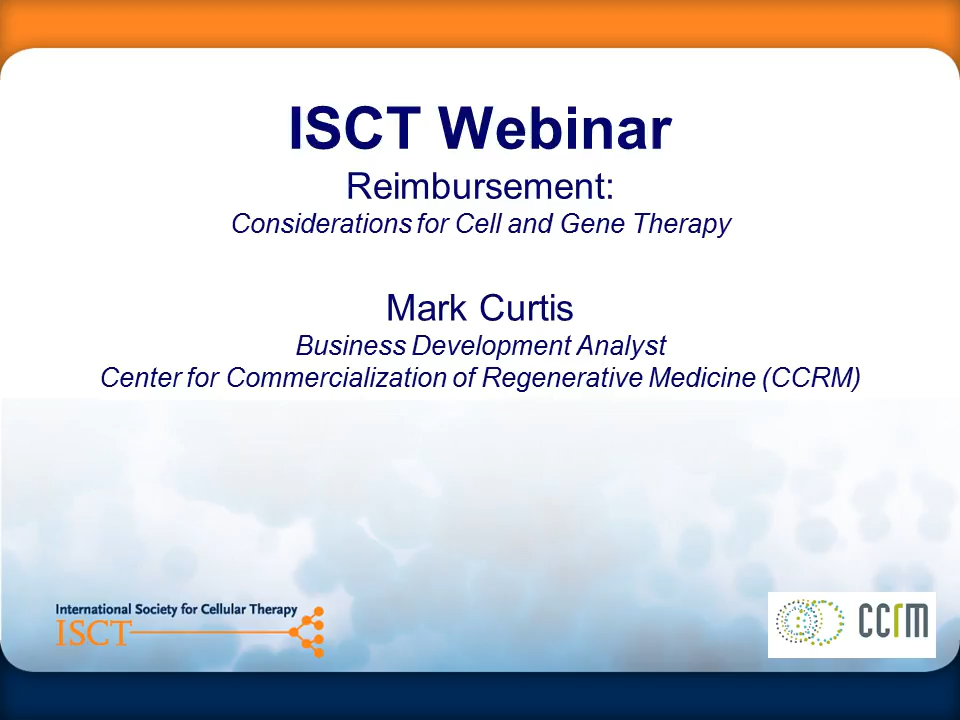 ISCT Webinar
Reimbursement:
Considerations for Cell and Gene Therapy
Mark Curtis
Business Development Analyst
Center for Commercialization of Regenerative Medicine (CCRM)
International Society for Cellular Therapy
ISCT
ccrm